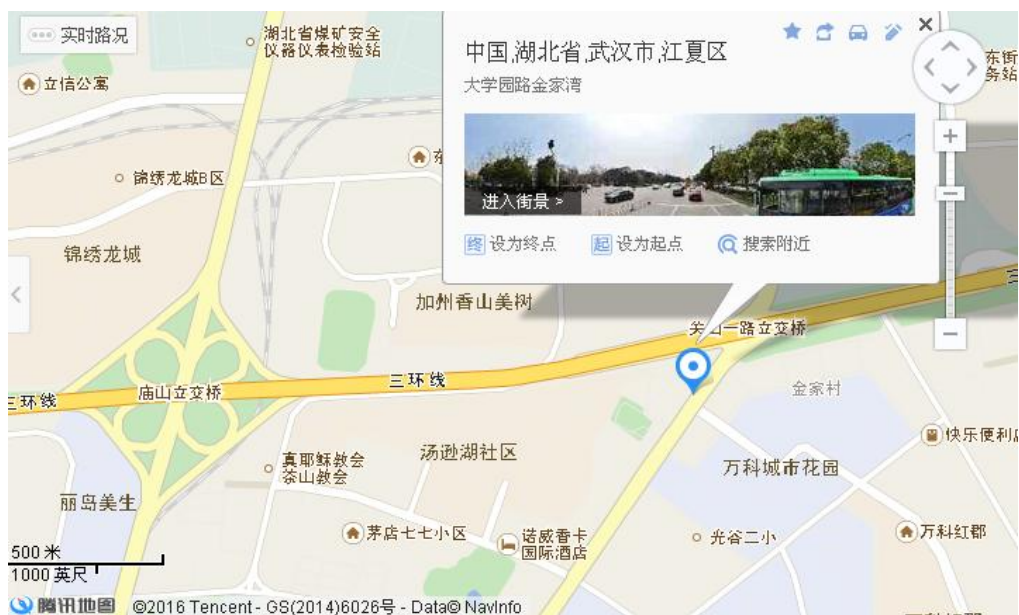 实时路况
湖北省煤矿安全
仪器仪表检验站
中国,湖北省,武汉市,江夏区
大学园路金家湾
立信公寓
进入街景 >
锦绣龙城B区
终 设为终点
起 设为起点
搜索附近
锦绣龙城
加州香山美树
关山一路立交桥
三环线
庙山立交桥
三环线
金家村
汤逊湖社区
真耶稣教会
茶山教会
快乐便利
万科城市花园
丽岛美生
茅店七七小区
诺威香卡
国际酒店
光谷二小
万科红郡
500 米
1000 英尺
腾讯地图
©2016 Tencent - GS(2014)6026号 - Data© NavInfo